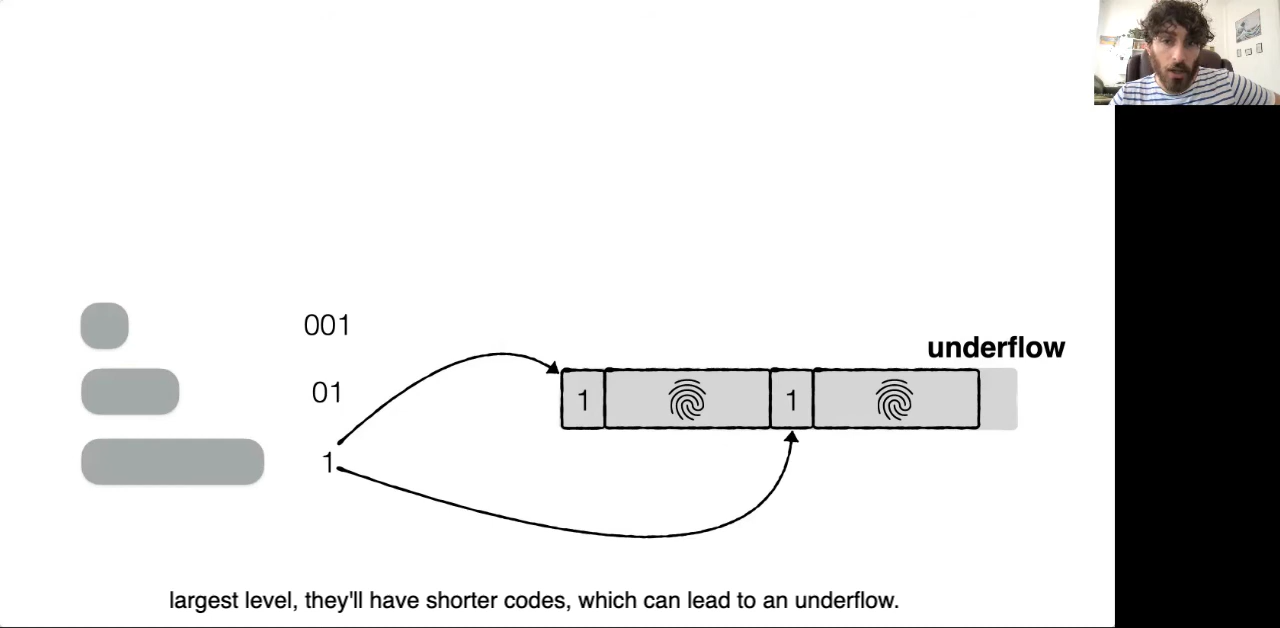 001
underflow
01
1
1
1
largest level, they'll have shorter codes, which can lead to an underflow.